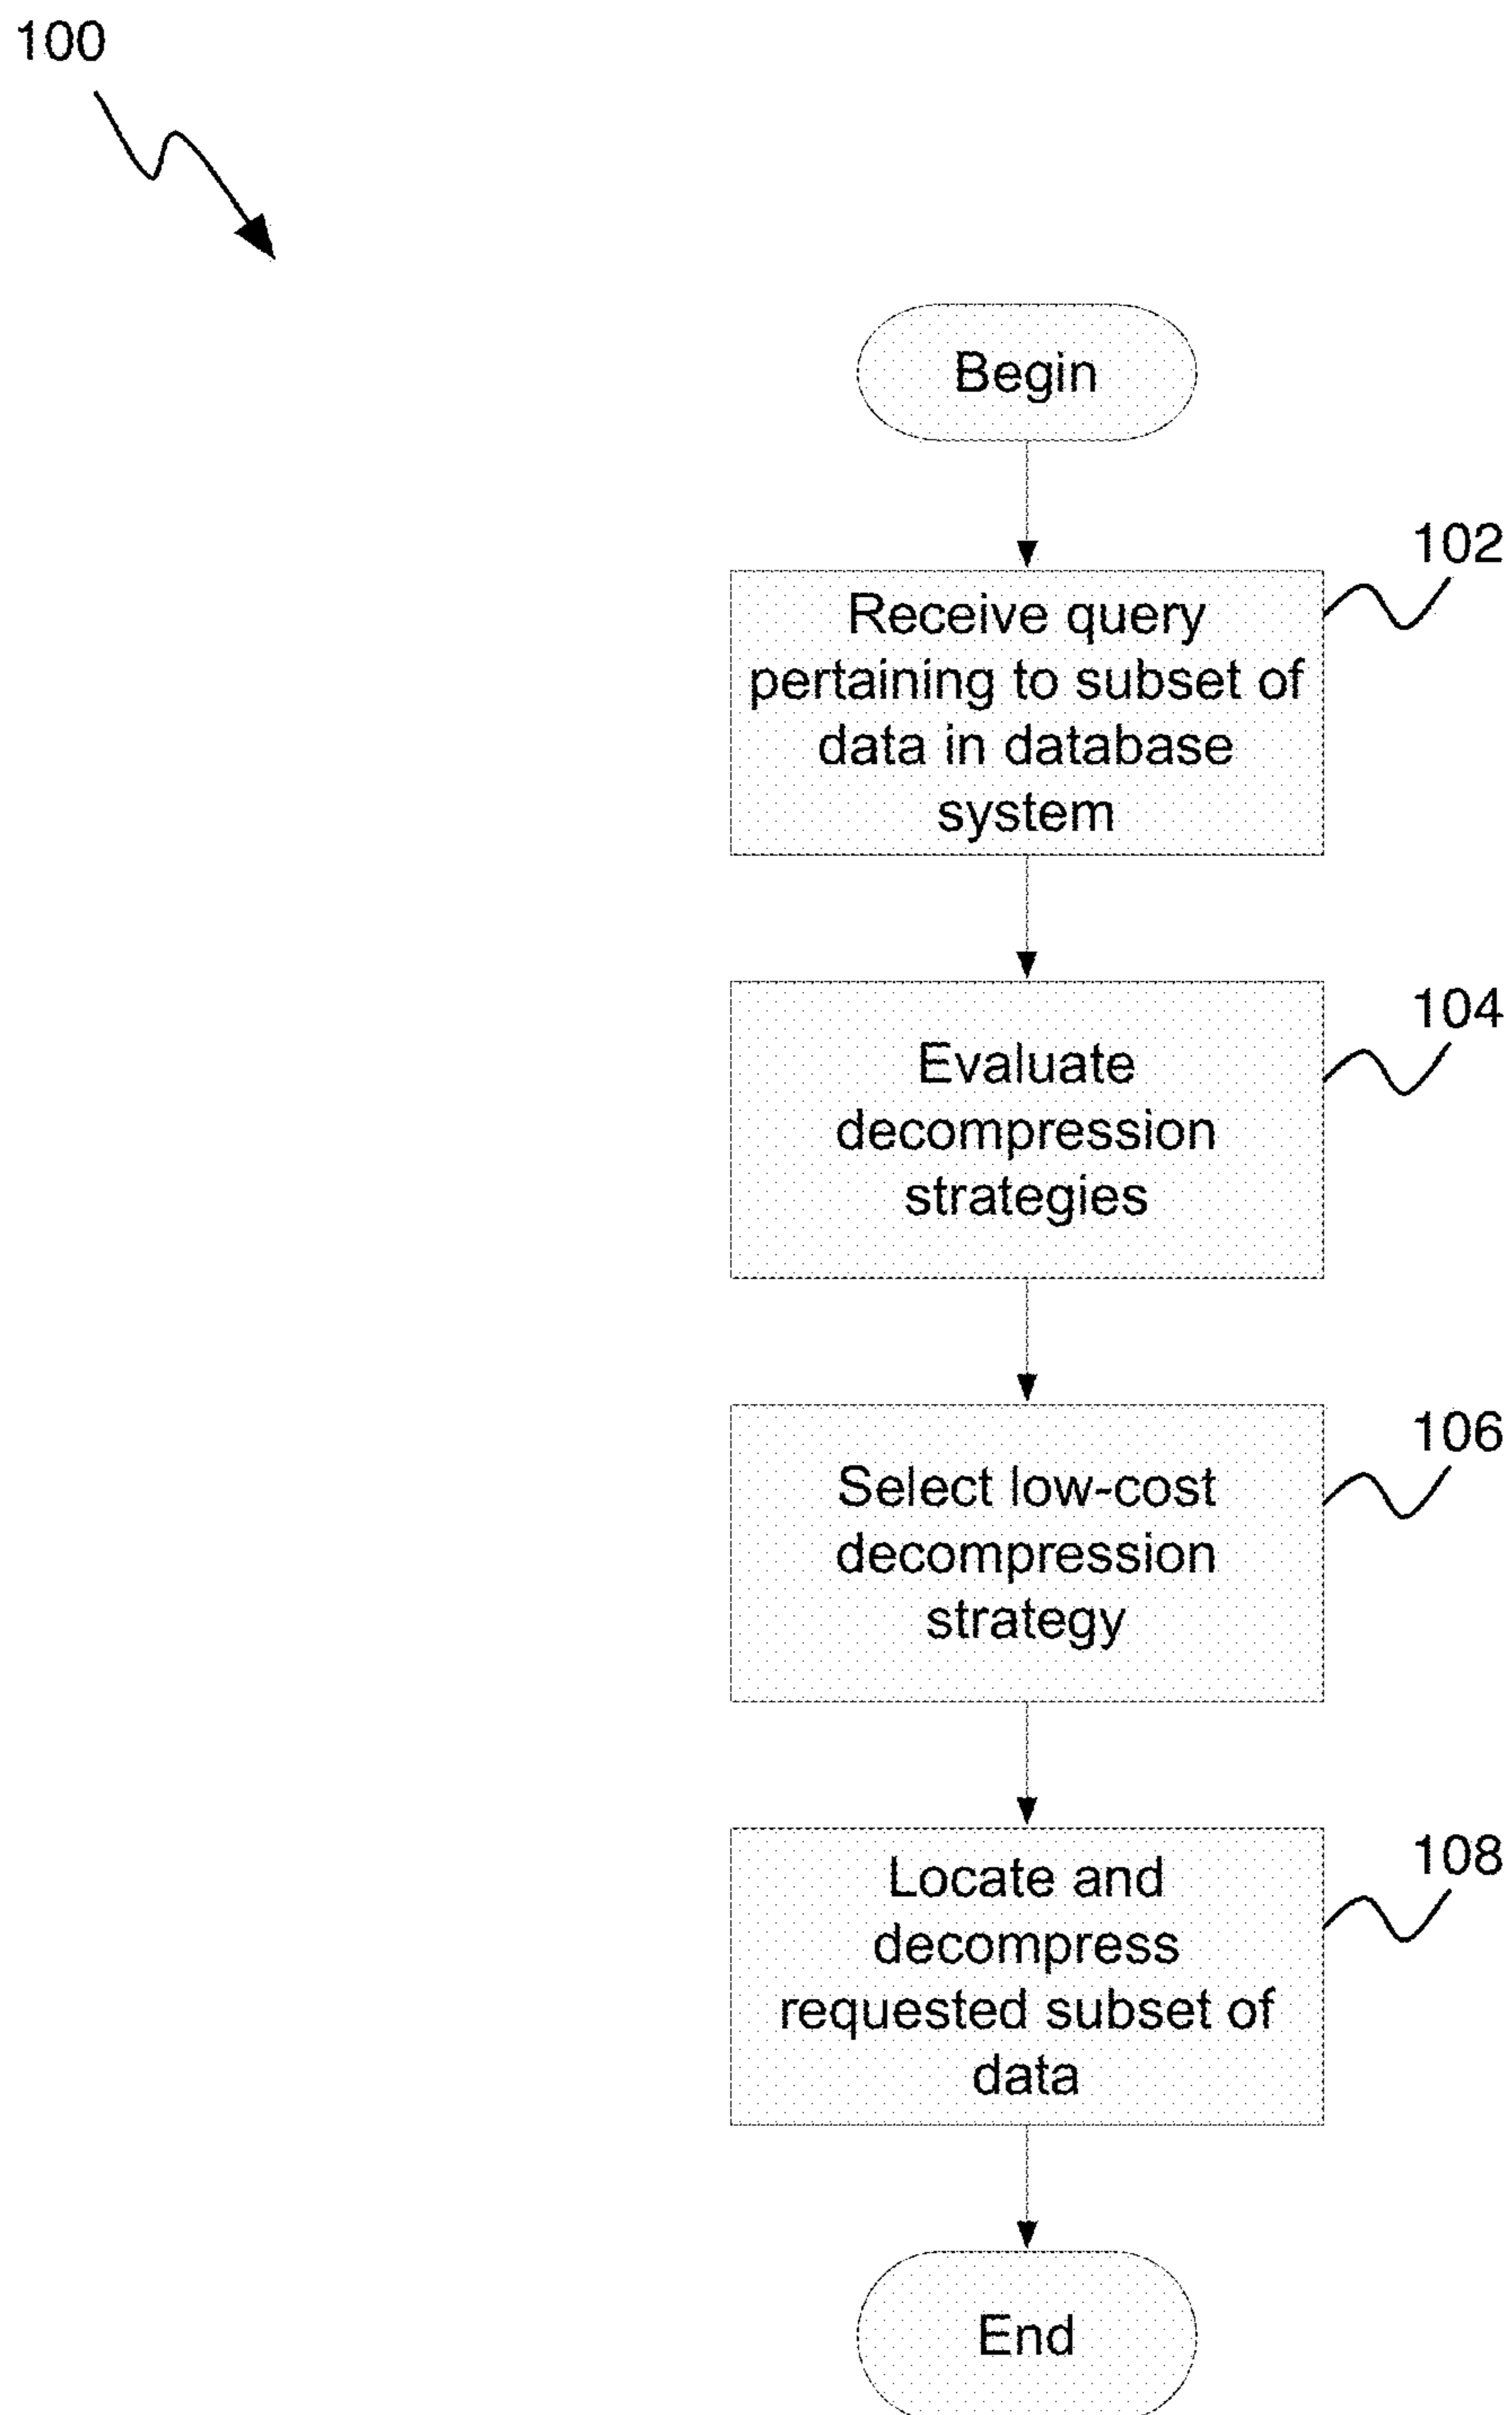 100
Begin
102
Receive query
pertaining to subset of
data in database
system
104
Evaluate
decompression
strategies
106
Select low-cost
decompression
strategy
108
Locate and
decompress
requested subset of
data
End